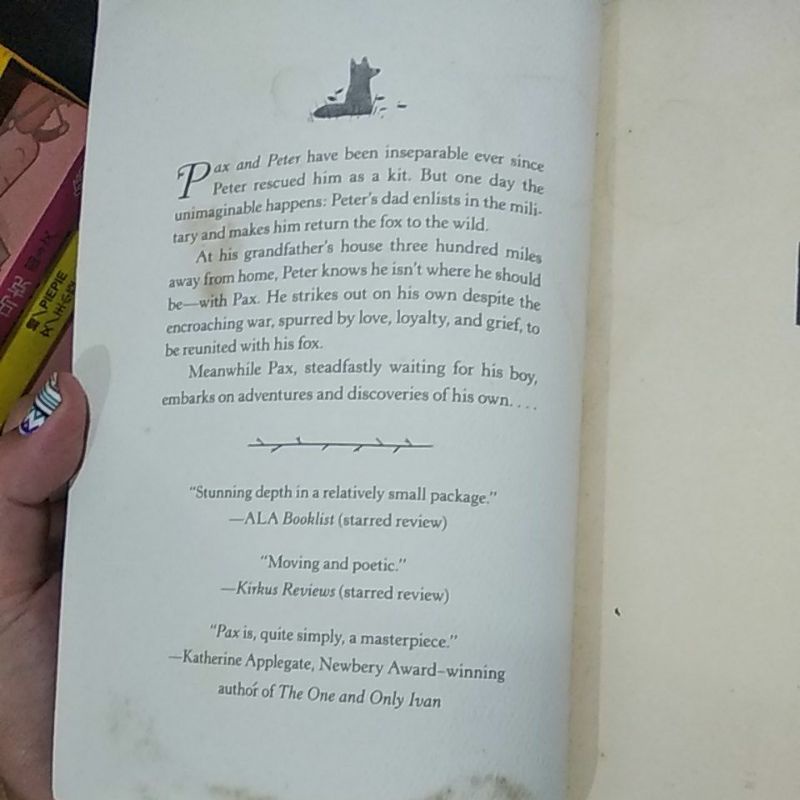 Pax and Peter have been inseparable ever since
Peter rescued him as a kit. But one day the
unimaginable happens: Peter's dad enlists in the mili-
tary and makes him return the fox to the wild.
At his grandfather's house three hundred miles
away from home, Peter knows he isn't where he should
be—with Pax. He strikes out on his own despite the
encroaching war, spurred by love, loyalty, and grief, to
be reunited with his fox.
Meanwhile Pax, steadfastly waiting for his boy,
embarks on adventures and discoveries of his own. . . .
“Stunning depth in a relatively small package.”
—ALA Booklist (starred review)
“Moving and poetic.”
—Kirkus Reviews (starred review)
“Pax is, quite simply, a masterpiece.”
—Katherine Applegate, Newbery Award–winning
author of The One and Only Ivan
PIEPIE